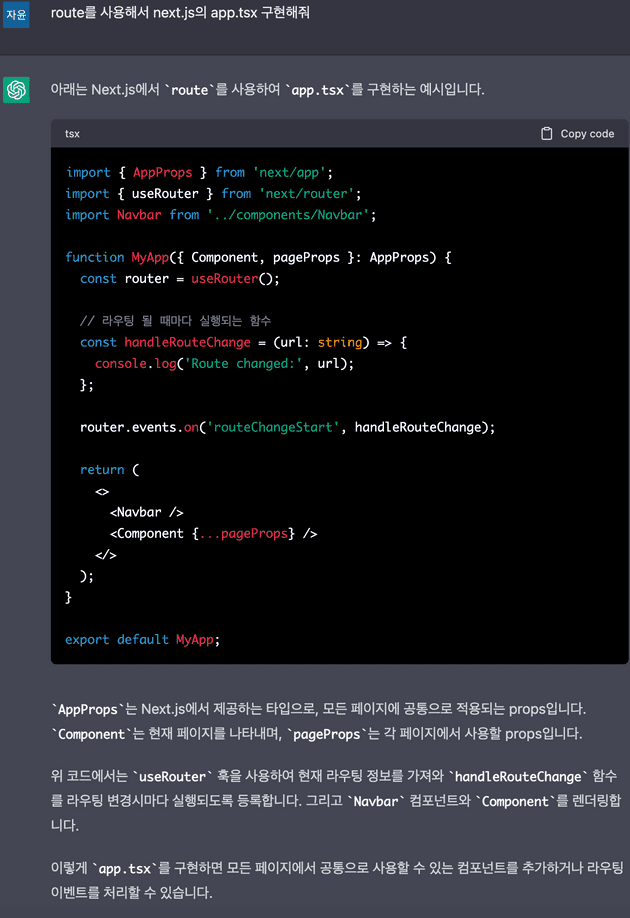 자윤
route를 사용해서 next.js의 app.tsx 구현해줘
아래는 Next.js에서 `route`를 사용하여 `app.tsx`를 구현하는 예시입니다.
tsx
Copy code
import { AppProps } from 'next/app';
import { useRouter } from 'next/router';
import Navbar from '../components/Navbar';
function MyApp({ Component, pageProps }: AppProps) {
const router = useRouter();
// 라우팅 될 때마다 실행되는 함수
const handleRouteChange = (url: string) => {
console.log('Route changed:', url);
};
router.events.on('routeChangeStart', handleRouteChange);
return (
<>
<Navbar />
<Component {...pageProps} />
</>
);
}
export default MyApp;
`AppProps`는 Next.js에서 제공하는 타입으로, 모든 페이지에 공통으로 적용되는 props입니다.
`Component`는 현재 페이지를 나타내며, `pageProps`는 각 페이지에서 사용할 props입니다.
위 코드에서는 `useRouter` 훅을 사용하여 현재 라우팅 정보를 가져와 `handleRouteChange` 함수
를 라우팅 변경시마다 실행되도록 등록합니다. 그리고 `Navbar` 컴포넌트와 `Component`를 렌더링합
니다.
이렇게 `app.tsx`를 구현하면 모든 페이지에서 공통으로 사용할 수 있는 컴포넌트를 추가하거나 라우팅
이벤트를 처리할 수 있습니다.